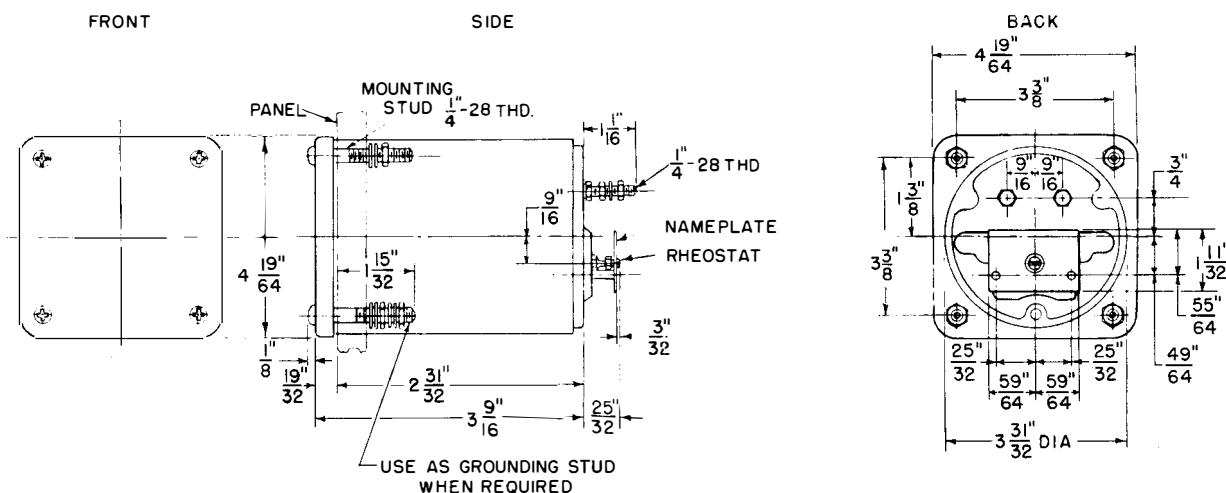 FRONT
SIDE
BACK
4 19"/64
3 3/8"
MOUNTING
STUD 1/4"-28 THD.
PANEL
1 1"/16
1/4"-28 THD
9"/16
NAMEPLATE
RHEOSTAT
4 19"/64
1 15"/32
3"/32
1"/8
19"/32
2 31"/32
3 9"/16
25"/32
USE AS GROUNDING STUD
WHEN REQUIRED
9"/16
9"/16
3"/4
1 3"/8
3 3"/8
1 11"/32
55"/64
49"/64
25"/32
25"/32
59"/64
59"/64
3 31"/32 DIA